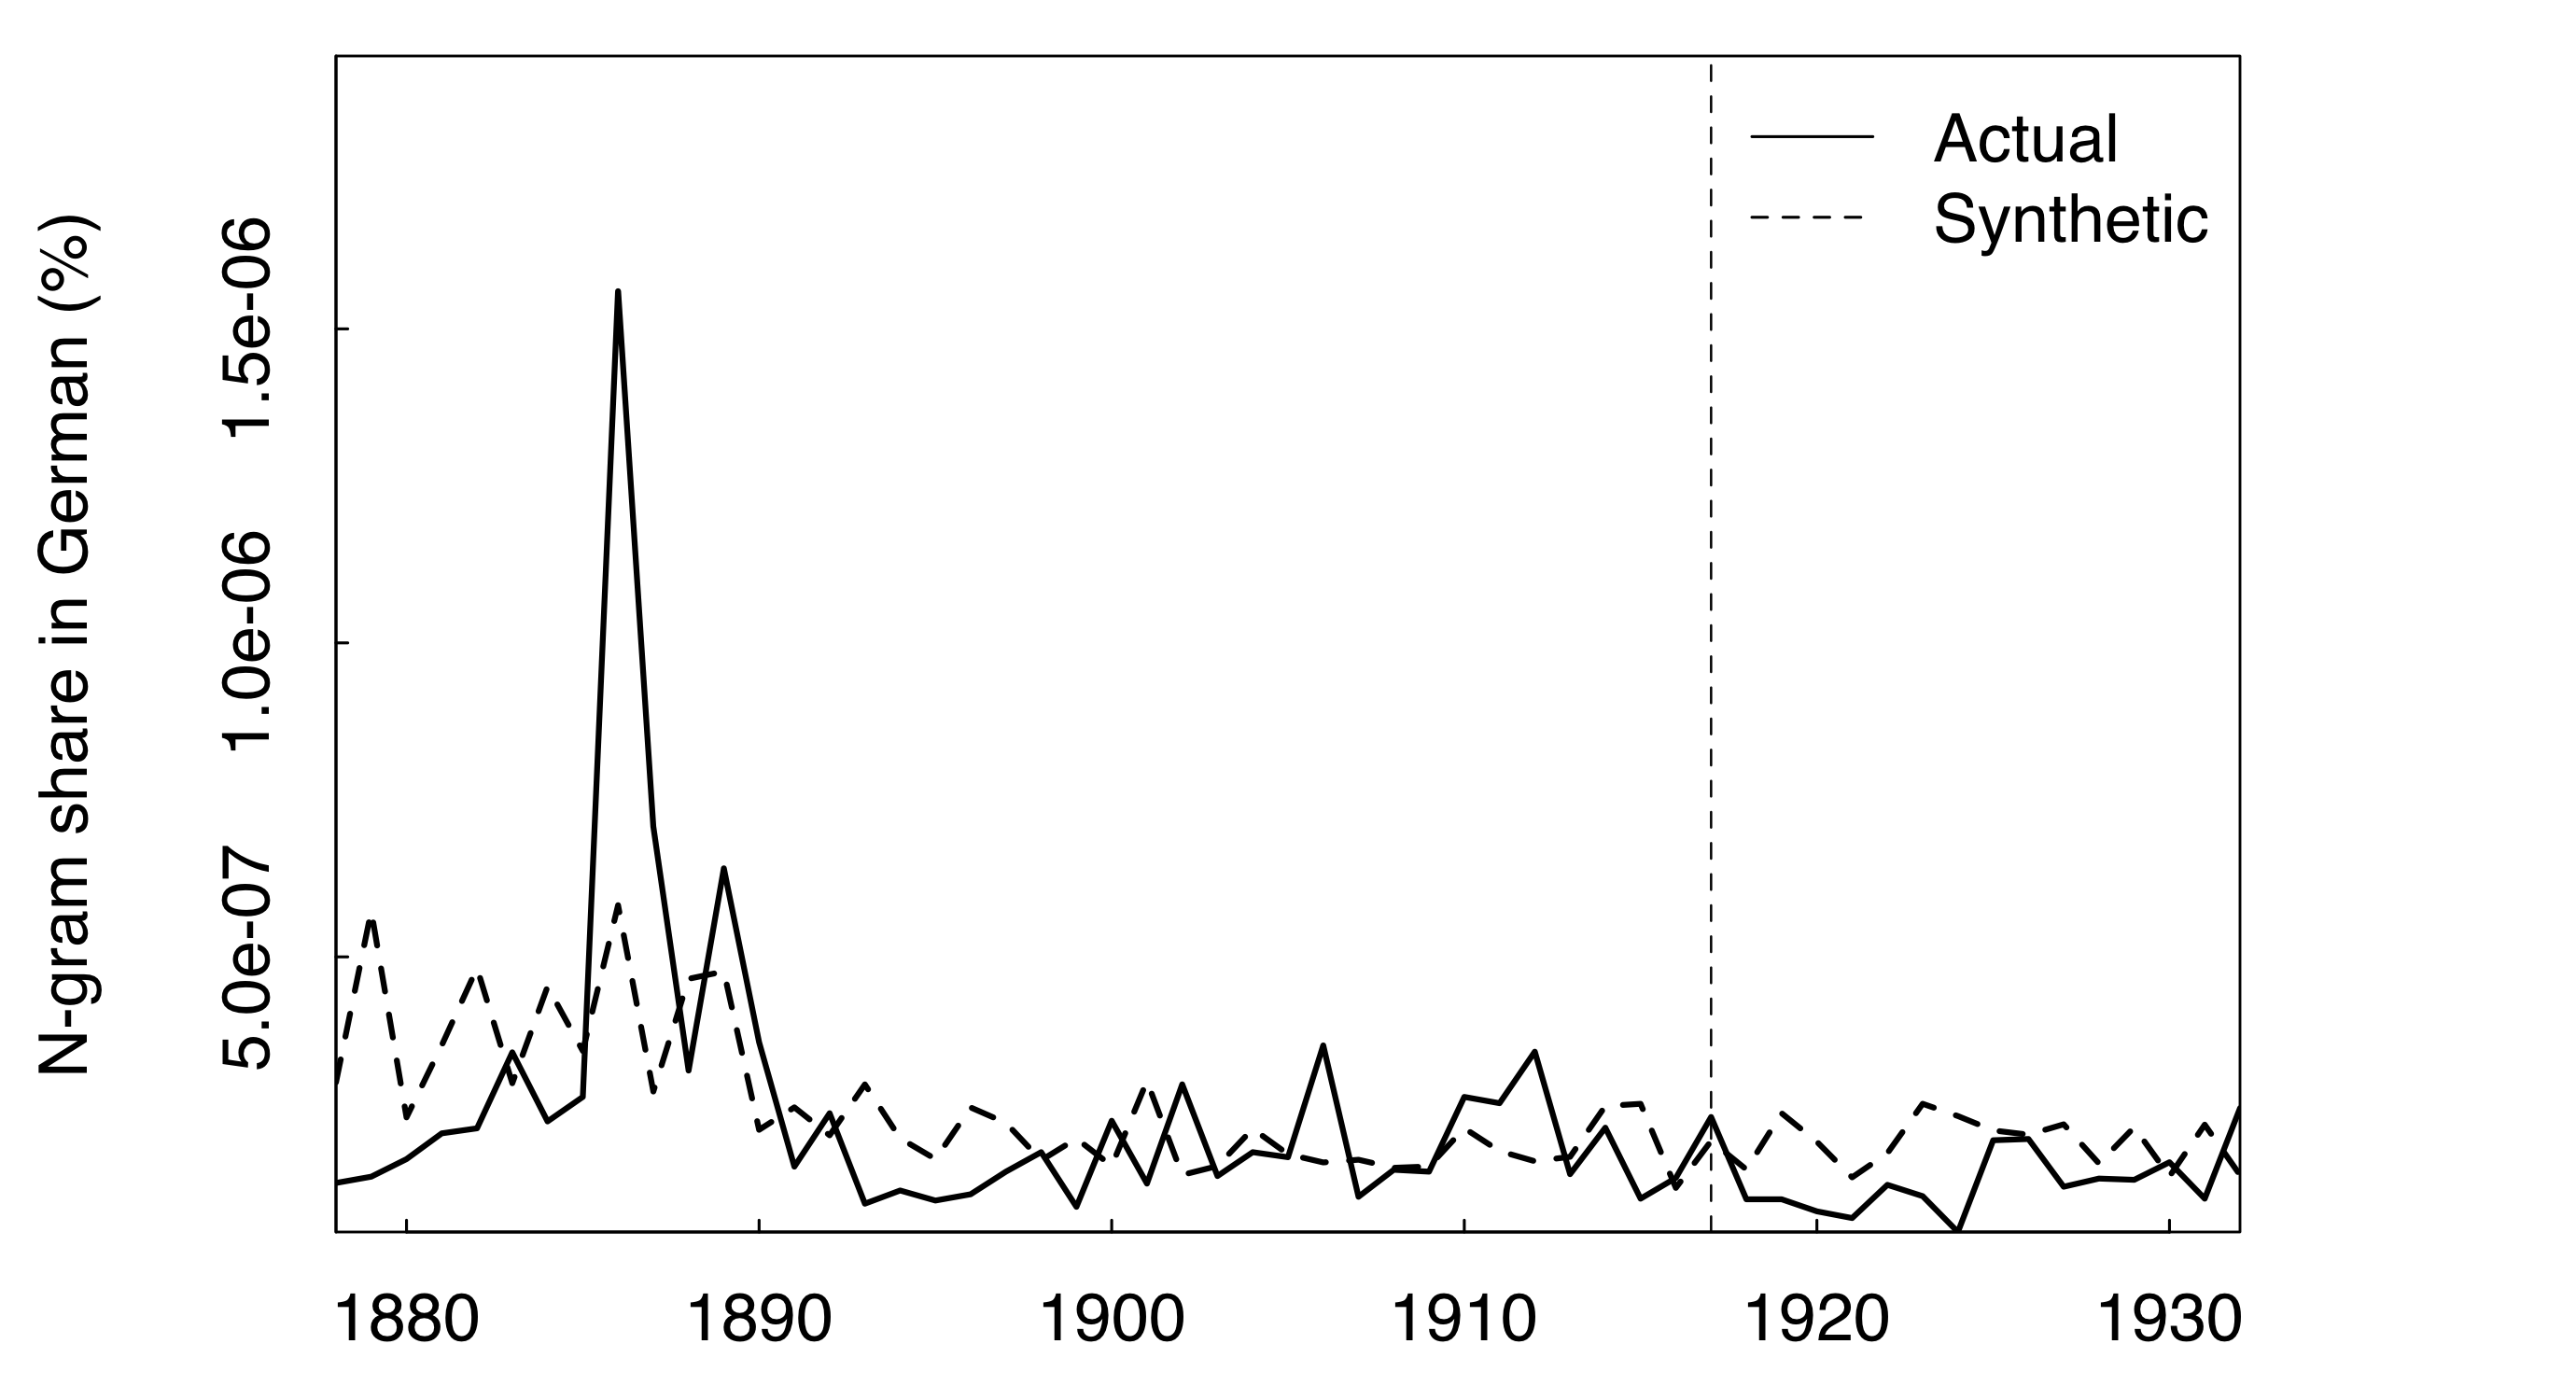 Actual
Synthetic
N-gram share in German (%)
1.5e-06
1.0e-06
5.0e-07
1880 1890 1900 1910 1920 1930